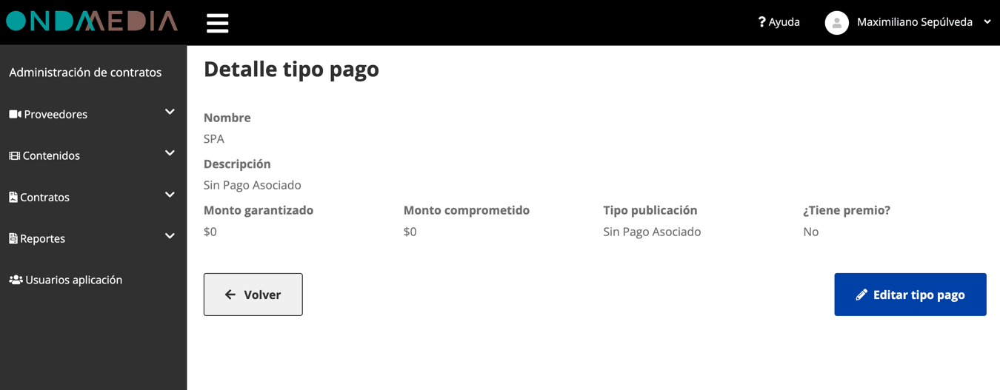 ONDAMEDIA
? Ayuda
Maximiliano Sepúlveda
Administración de contratos
Proveedores
Contenidos
Contratos
Reportes
Usuarios aplicación
Detalle tipo pago
Nombre
SPA
Descripción
Sin Pago Asociado
Monto garantizado Monto comprometido Tipo publicación ¿Tiene premio?
$0 $0 Sin Pago Asociado No
Volver
Editar tipo pago